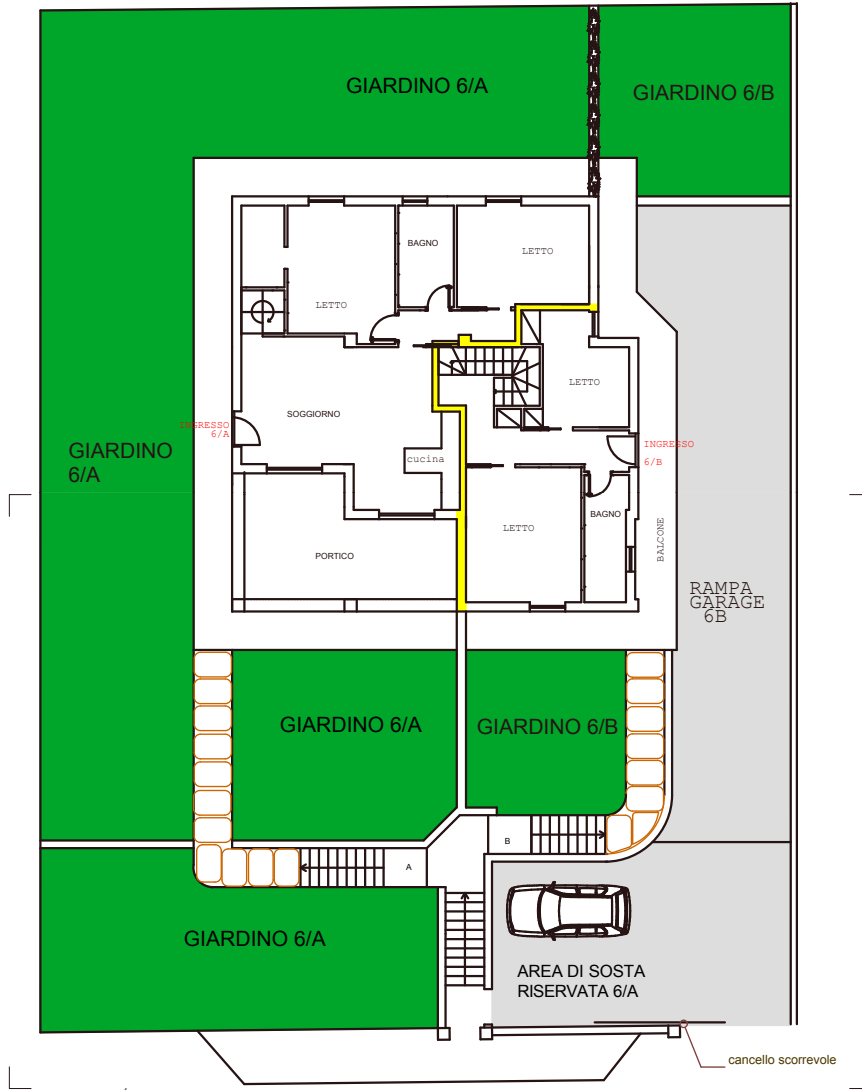 GIARDINO 6/A
GIARDINO 6/B
BAGNO
LETTO
LETTO
LETTO
SOGGIORNO
INGRESSO
6/A
GIARDINO
6/A
cucina
INGRESSO
6/B
LETTO
BAGNO
BALCONE
PORTICO
RAMPA
GARAGE
6B
GIARDINO 6/A
GIARDINO 6/B
B
A
GIARDINO 6/A
AREA DI SOSTA
RISERVATA 6/A
cancello scorrevole